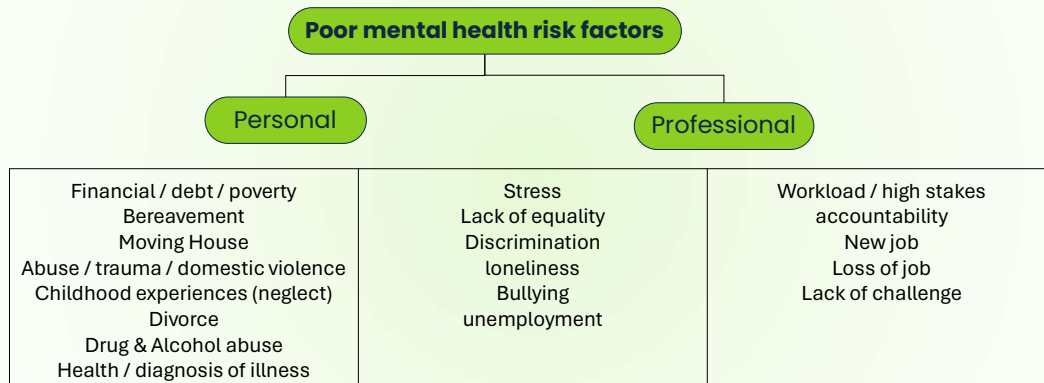 Poor mental health risk factors
Personal
Professional
Financial / debt / poverty
Bereavement
Moving House
Abuse / trauma / domestic violence
Childhood experiences (neglect)
Divorce
Drug & Alcohol abuse
Health / diagnosis of illness
Stress
Lack of equality
Discrimination
loneliness
Bullying
unemployment
Workload / high stakes
accountability
New job
Loss of job
Lack of challenge